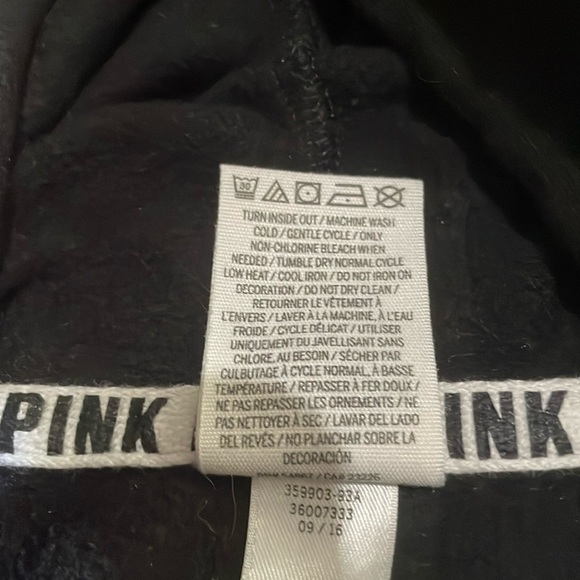 30
TURN INSIDE OUT / MACHINE WASH
COLD / GENTLE CYCLE / ONLY
NON-CHLORINE BLEACH WHEN
NEEDED / TUMBLE DRY NORMAL CYCLE
LOW HEAT / COOL IRON / DO NOT IRON ON
DECORATION / DO NOT DRY CLEAN /
RETOURNER LE VÊTEMENT À
L'ENVERS / LAVER À LA MACHINE, À L'EAU
FROIDE / CYCLE DÉLICAT / UTILISER
UNIQUEMENT DU JAVELLISANT SANS
CHLORE, AU BESOIN / SÉCHER PAR
CULBUTAGE À CYCLE NORMAL, À BASSE
TEMPÉRATURE / REPASSER À FER DOUX /
NE PAS REPASSER LES ORNEMENTS / NE
PAS NETTOYER À SEC / LAVAR DEL LADO
DEL REVÉS / NO PLANCHAR SOBRE LA
DECORACIÓN
PINK
INK
359903-93A
36007333
09 / 16